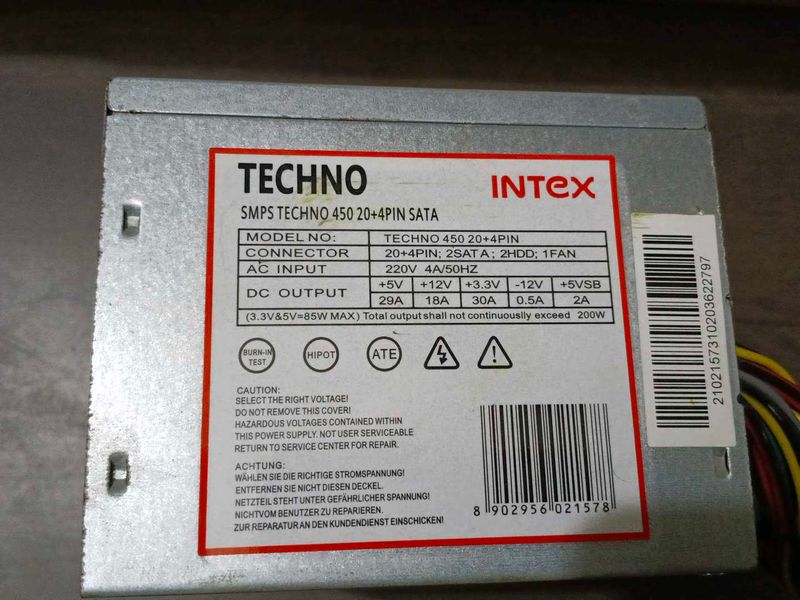 TECHNO
INTEX
SMPS TECHNO 450 20+4PIN SATA
MODEL NO: TECHNO 450 20+4PIN
CONNECTOR 20+4PIN; 2SATA; 2HDD; 1FAN
AC INPUT 220V 4A/50HZ
DC OUTPUT +5V +12V +3.3V -12V +5VSB
29A 18A 30A 0.5A 2A
(3.3V&5V=85W MAX) Total output shall not continuouslly exceed 200W
BURN-IN TEST
HIPOT
ATE
CAUTION:
SELECT THE RIGHT VOLTAGE!
DO NOT REMOVE THIS COVER!
HAZARDOUS VOLTAGES CONTAINED WITHIN
THIS POWER SUPPLY. NOT USER SERVICEABLE
RETURN TO SERVICE CENTER FOR REPAIR.
ACHTUNG:
WÄHLEN SIE DIE RICHTIGE STROMSPANUNG!
ENTFERNEN SIE NICHT DIESEN DECKEL.
NETZTEIL STEHT UNTER GEFÄHRLICHER SPANNUNG!
NICHTVOM BENUTZER ZU REPARIEREN.
ZUR REPARATUR AN DEN KUNDENDIENST EINSCHICKEN!
8 902956 021578
21021573102036 22797